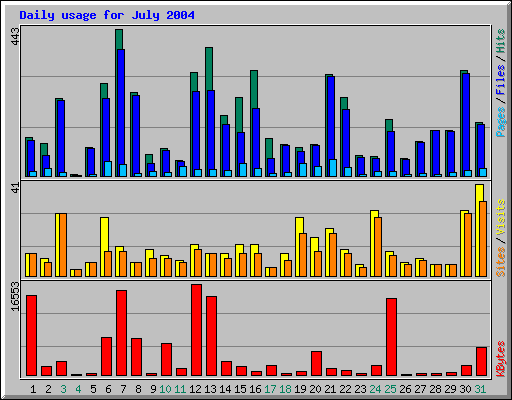 Daily usage for July 2004
443
Pages / Files / Hits
41
Sites / Visits
16553
KBytes
1 2 3 4 5 6 7 8 9 10 11 12 13 14 15 16 17 18 19 20 21 22 23 24 25 26 27 28 29 30 31